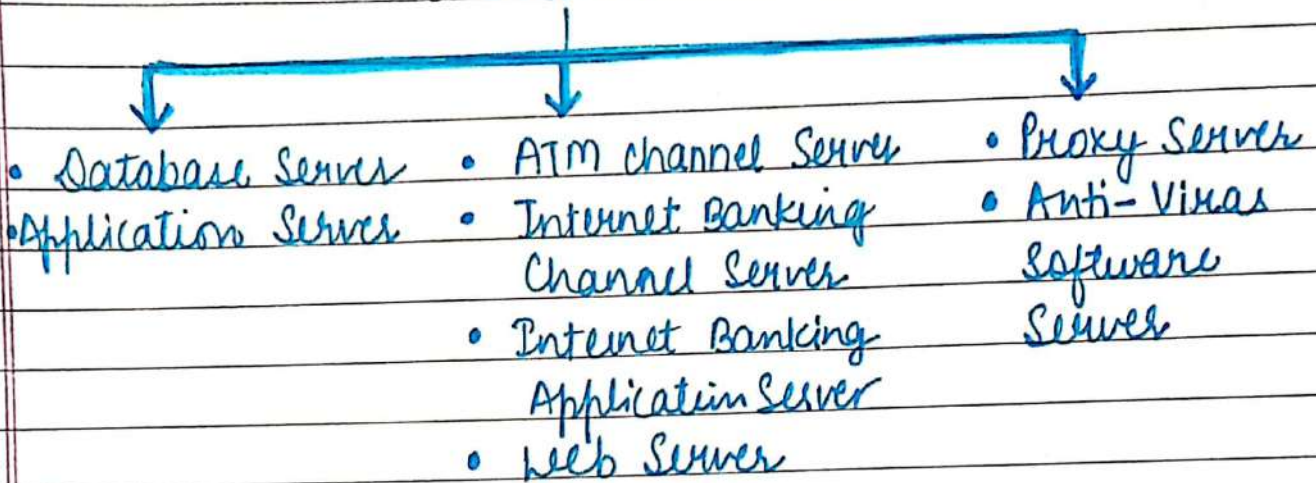 • Database Server
• Application Server
• ATM channel Server
• Internet Banking
Channel Server
• Internet Banking
Application Server
• Web Server
• Proxy Server
• Anti-Virus
Software
Server